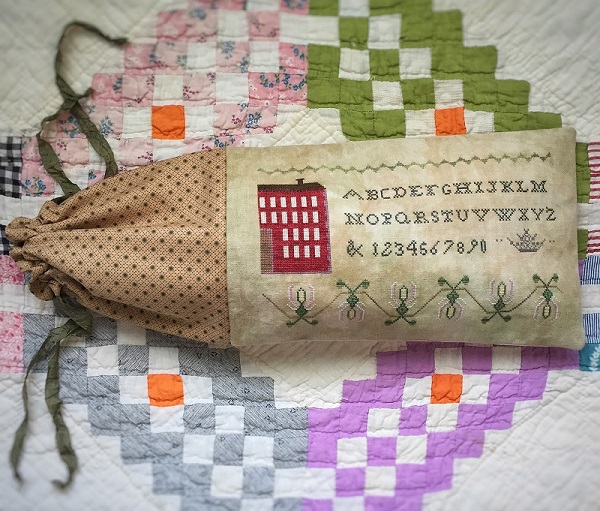 ABCDEFGHIJKLM
NOPQRSTUVWXYZ
& 1234567890